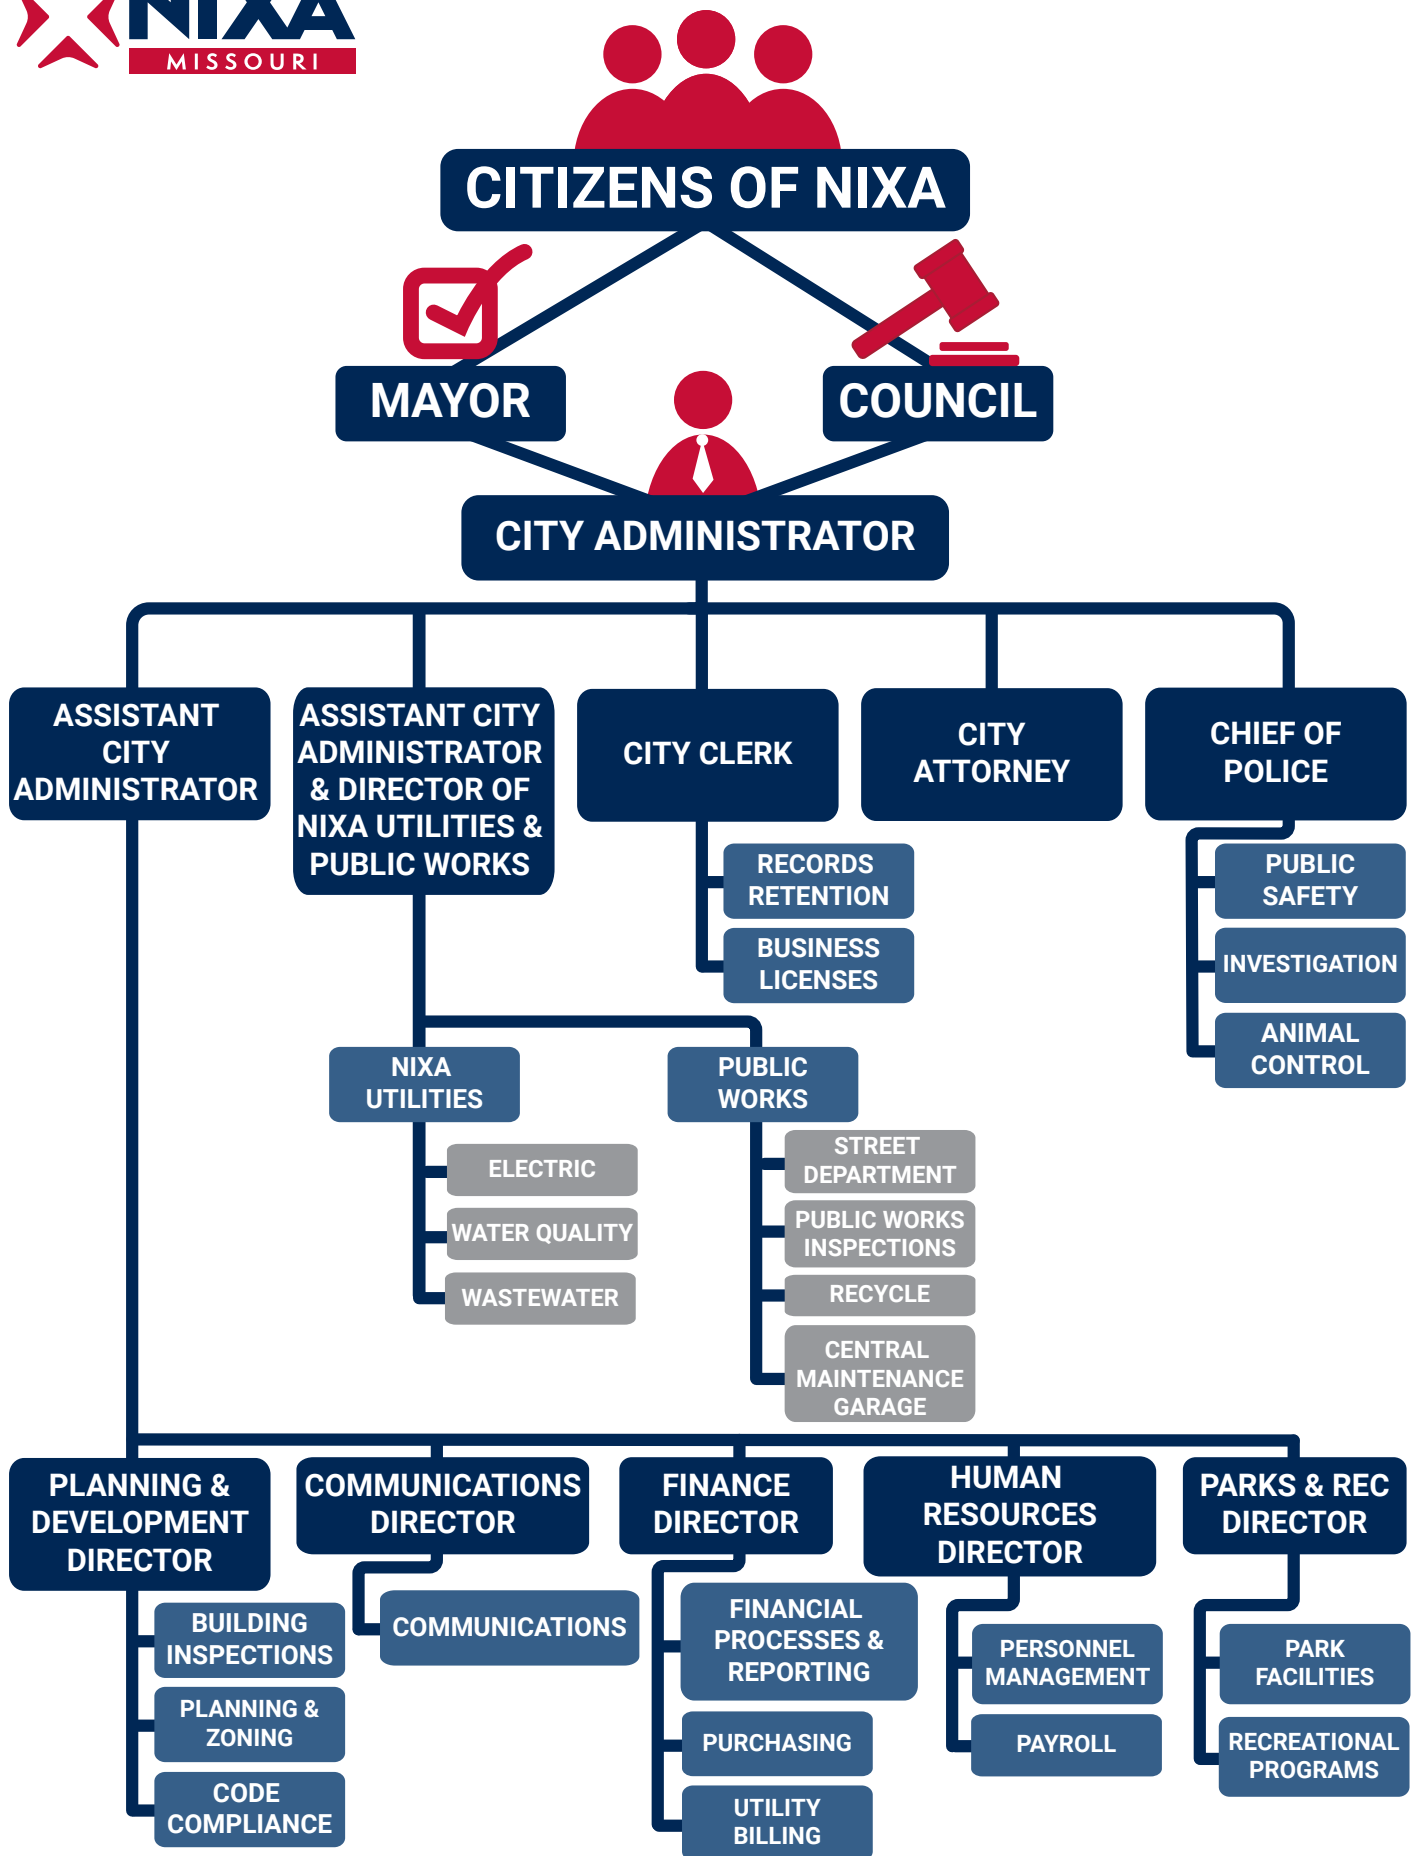 NIXA
MISSOURI
CITIZENS OF NIXA
MAYOR
COUNCIL
CITY ADMINISTRATOR
ASSISTANT
CITY
ADMINISTRATOR
ASSISTANT CITY
ADMINISTRATOR
& DIRECTOR OF
NIXA UTILITIES &
PUBLIC WORKS
CITY CLERK
CITY
ATTORNEY
CHIEF OF
POLICE
RECORDS
RETENTION
BUSINESS
LICENSES
PUBLIC
SAFETY
INVESTIGATION
ANIMAL
CONTROL
NIXA
UTILITIES
PUBLIC
WORKS
ELECTRIC
WATER QUALITY
WASTEWATER
STREET
DEPARTMENT
PUBLIC WORKS
INSPECTIONS
RECYCLE
CENTRAL
MAINTENANCE
GARAGE
PLANNING &
DEVELOPMENT
DIRECTOR
COMMUNICATIONS
DIRECTOR
FINANCE
DIRECTOR
HUMAN
RESOURCES
DIRECTOR
PARKS & REC
DIRECTOR
BUILDING
INSPECTIONS
PLANNING &
ZONING
CODE
COMPLIANCE
COMMUNICATIONS
FINANCIAL
PROCESSES &
REPORTING
PURCHASING
UTILITY
BILLING
PERSONNEL
MANAGEMENT
PAYROLL
PARK
FACILITIES
RECREATIONAL
PROGRAMS